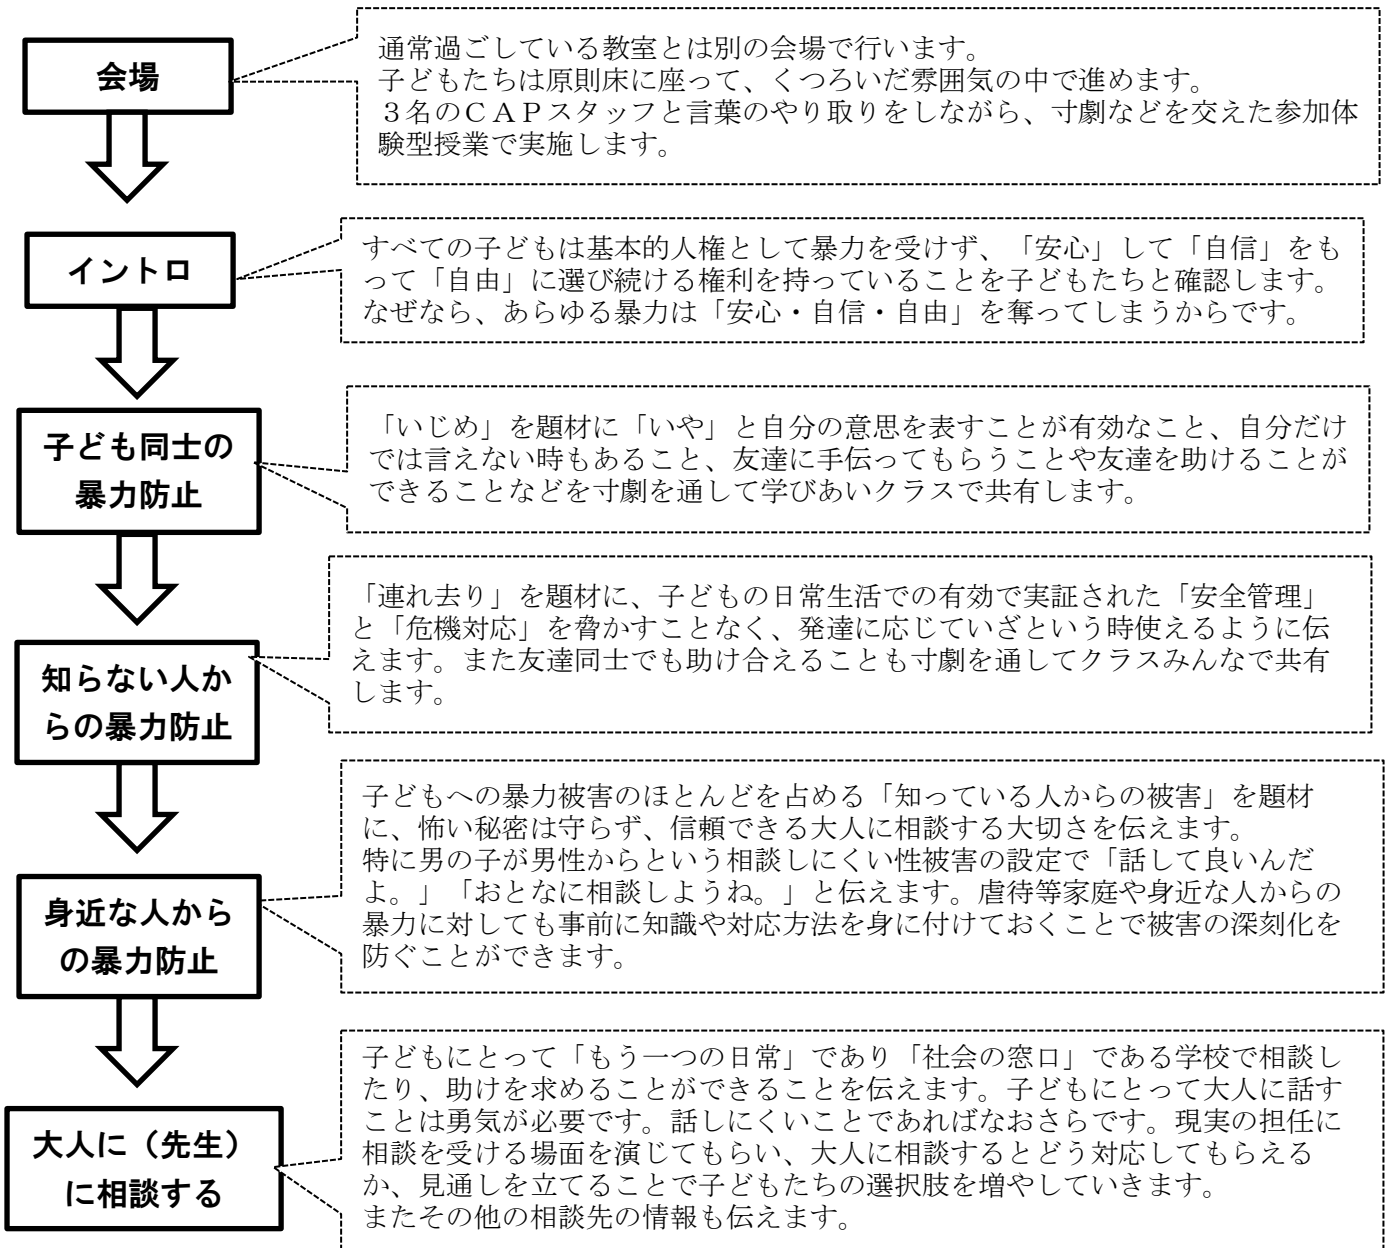 会場
通常過ごしている教室とは別の会場で行います。
子どもたちは原則床に座って、くつろいだ雰囲気の中で進めます。
３名のＣＡＰスタッフと言葉のやり取りをしながら、寸劇などを交えた参加体
験型授業で実施します。
イントロ
すべての子どもは基本的人権として暴力を受けず、「安心」して「自信」をも
って「自由」に選び続ける権利を持っていることを子どもたちと確認します。
なぜなら、あらゆる暴力は「安心・自信・自由」を奪ってしまうからです。
子ども同士の
暴力防止
「いじめ」を題材に「いや」と自分の意思を表すことが有効なこと、自分だけ
では言えない時もあること、友達に手伝ってもらうことや友達を助けることが
できることなどを寸劇を通して学びあいクラスで共有します。
知らない人か
らの暴力防止
「連れ去り」を題材に、子どもの日常生活での有効で実証された「安全管理」
と「危機対応」を脅かすことなく、発達に応じていざという時使えるように伝
えます。また友達同士でも助け合えることも寸劇を通してクラスみんなで共有
します。
身近な人から
の暴力防止
子どもへの暴力被害のほとんどを占める「知っている人からの被害」を題材
に、怖い秘密は守らず、信頼できる大人に相談する大切さを伝えます。
特に男の子が男性からという相談しにくい性被害の設定で「話して良いんだ
よ。」「おとなに相談しようね。」と伝えます。虐待等家庭や身近な人からの
暴力に対しても事前に知識や対応方法を身に付けておくことで被害の深刻化を
防ぐことができます。
大人に（先生）
に相談する
子どもにとって「もう一つの日常」であり「社会の窓口」である学校で相談し
たり、助けを求めることができることを伝えます。子どもにとって大人に話す
ことは勇気が必要です。話しにくいことであればなおさらです。現実の担任に
相談を受ける場面を演じてもらい、大人に相談するとどう対応してもらえる
か、見通しを立てることで子どもたちの選択肢を増やしていきます。
またその他の相談先の情報も伝えます。